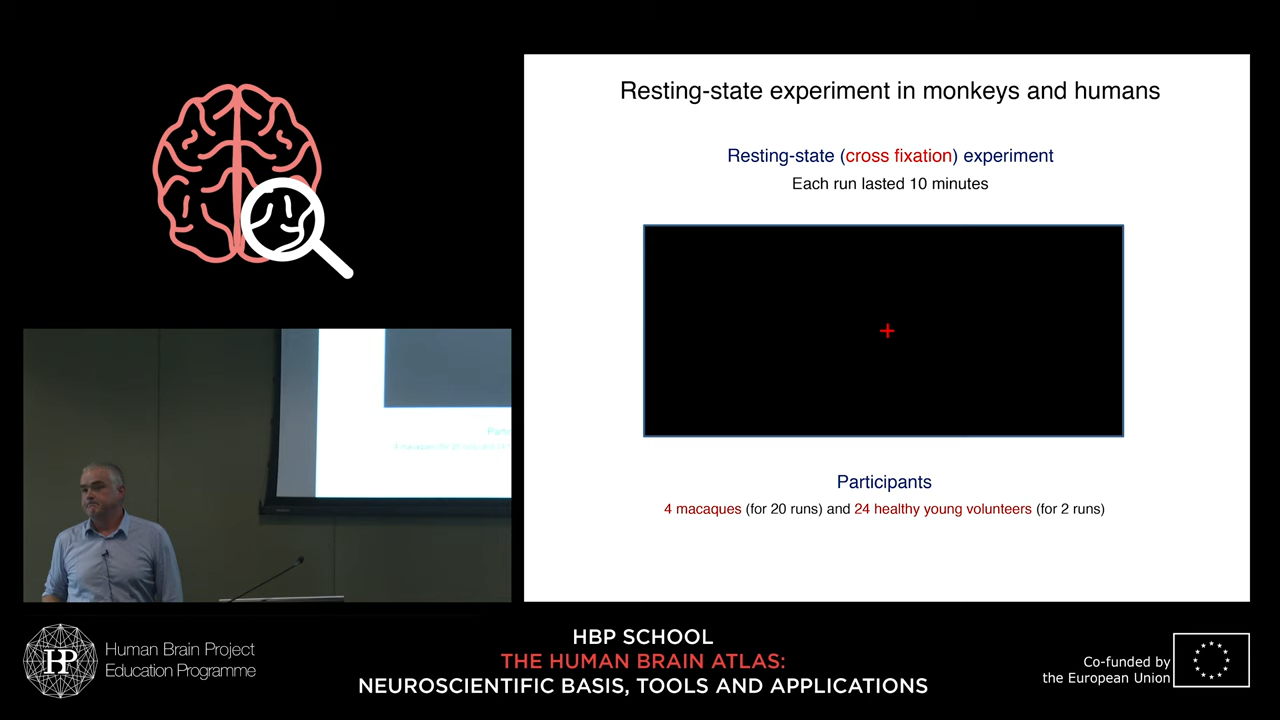 Resting-state experiment in monkeys and humans
Resting-state (cross fixation) experiment
Each run lasted 10 minutes
Participants
4 macaques (for 20 runs) and 24 healthy young volunteers (for 2 runs)
HBP
Human Brain Project
Education Programme
HBP SCHOOL
THE HUMAN BRAIN ATLAS:
NEUROSCIENTIFIC BASIS, TOOLS AND APPLICATIONS
Co-funded by
the European Union